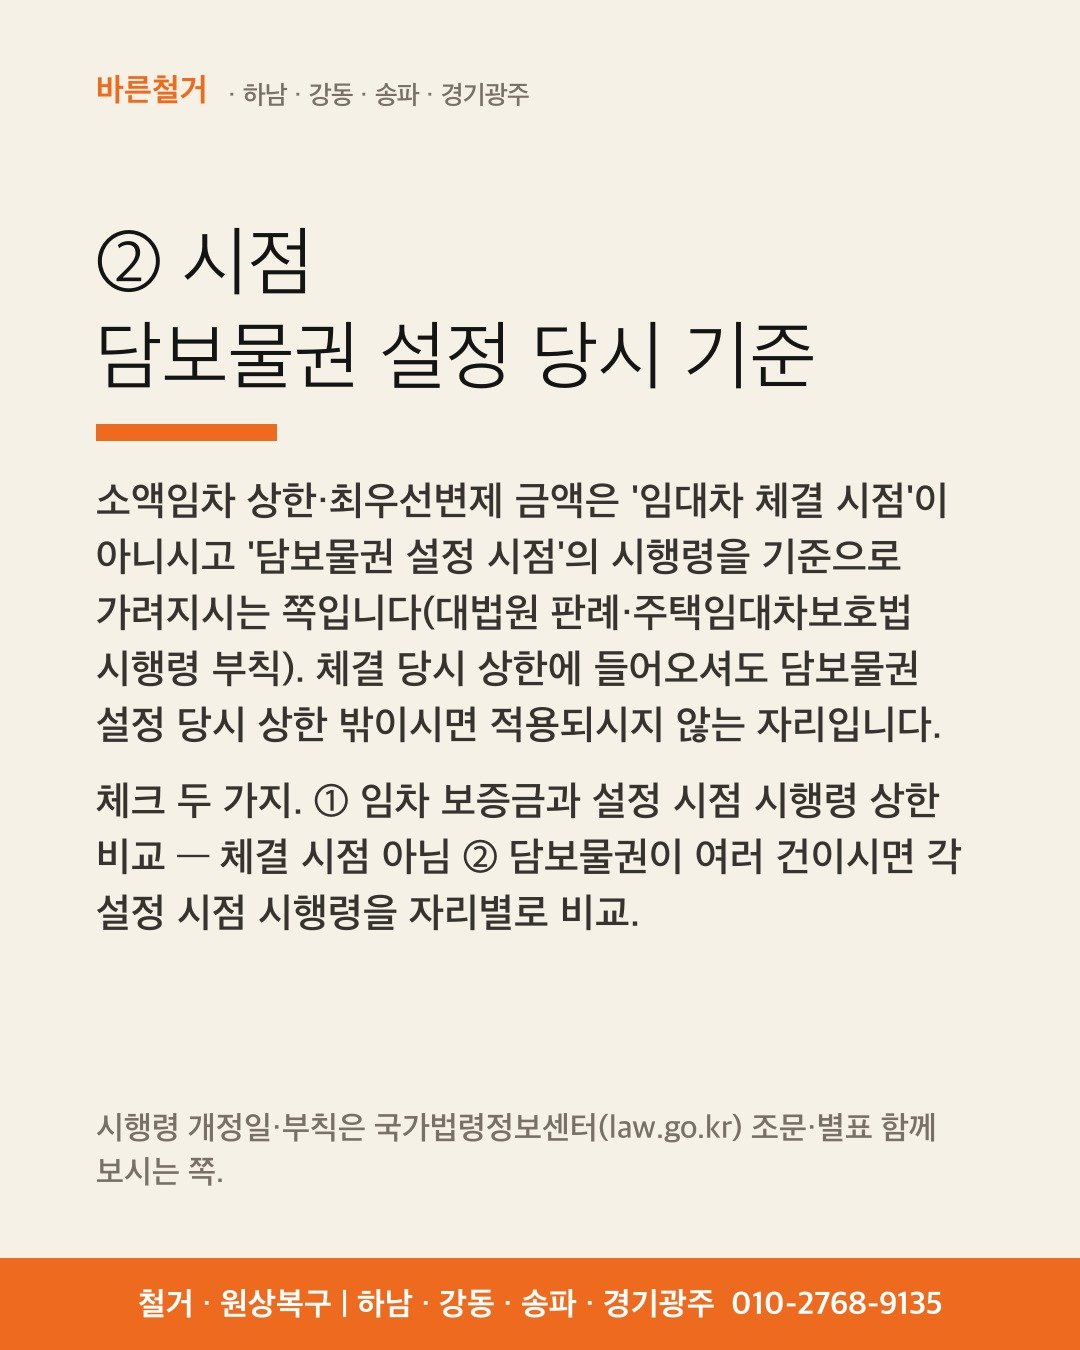 바른철거 · 하남 · 강동 · 송파 · 경기광주
② 시점
담보물권 설정 당시 기준
소액임차 상한·최우선변제 금액은 '임대차 체결 시점'이
아니시고 '담보물권 설정 시점'의 시행령을 기준으로
가려지시는 쪽입니다(대법원 판례·주택임대차보호법
시행령 부칙). 체결 당시 상한에 들어오셔도 담보물권
설정 당시 상한 밖이시면 적용되시지 않는 자리입니다.
체크 두 가지. ① 임차 보증금과 설정 시점 시행령 상한
비교 — 체결 시점 아님 ② 담보물권이 여러 건이시면 각
설정 시점 시행령을 자리별로 비교.
시행령 개정일·부칙은 국가법령정보센터(law.go.kr) 조문·별표 함께
보시는 쪽.
철거 · 원상복구 | 하남 · 강동 · 송파 · 경기광주 010-2768-9135